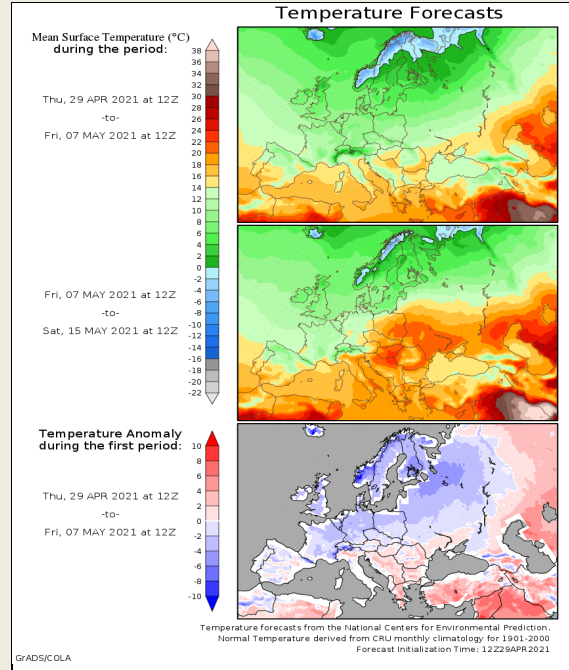 Temperature Forecasts
Mean Surface Temperature (°C)
during the period:
Thu, 29 APR 2021 at 12Z
-to-
Fri, 07 MAY 2021 at 12Z
38
36
34
32
30
28
26
24
22
20
18
16
14
12
10
8
6
4
2
0
-2
-4
-6
-8
-10
-12
-14
-16
-18
-20
-22
Fri, 07 MAY 2021 at 12Z
-to-
Sat, 15 MAY 2021 at 12Z
Temperature Anomaly
during the first period:
Thu, 29 APR 2021 at 12Z
-to-
Fri, 07 MAY 2021 at 12Z
10
8
6
4
2
0
-2
-4
-6
-8
-10
Temperature forecasts from the National Centers for Environmental Prediction.
Normal Temperature derived from CRU monthly climatology for 1901-2000
Forecast Initialization Time: 12Z29APR2021
GrADS/COLA